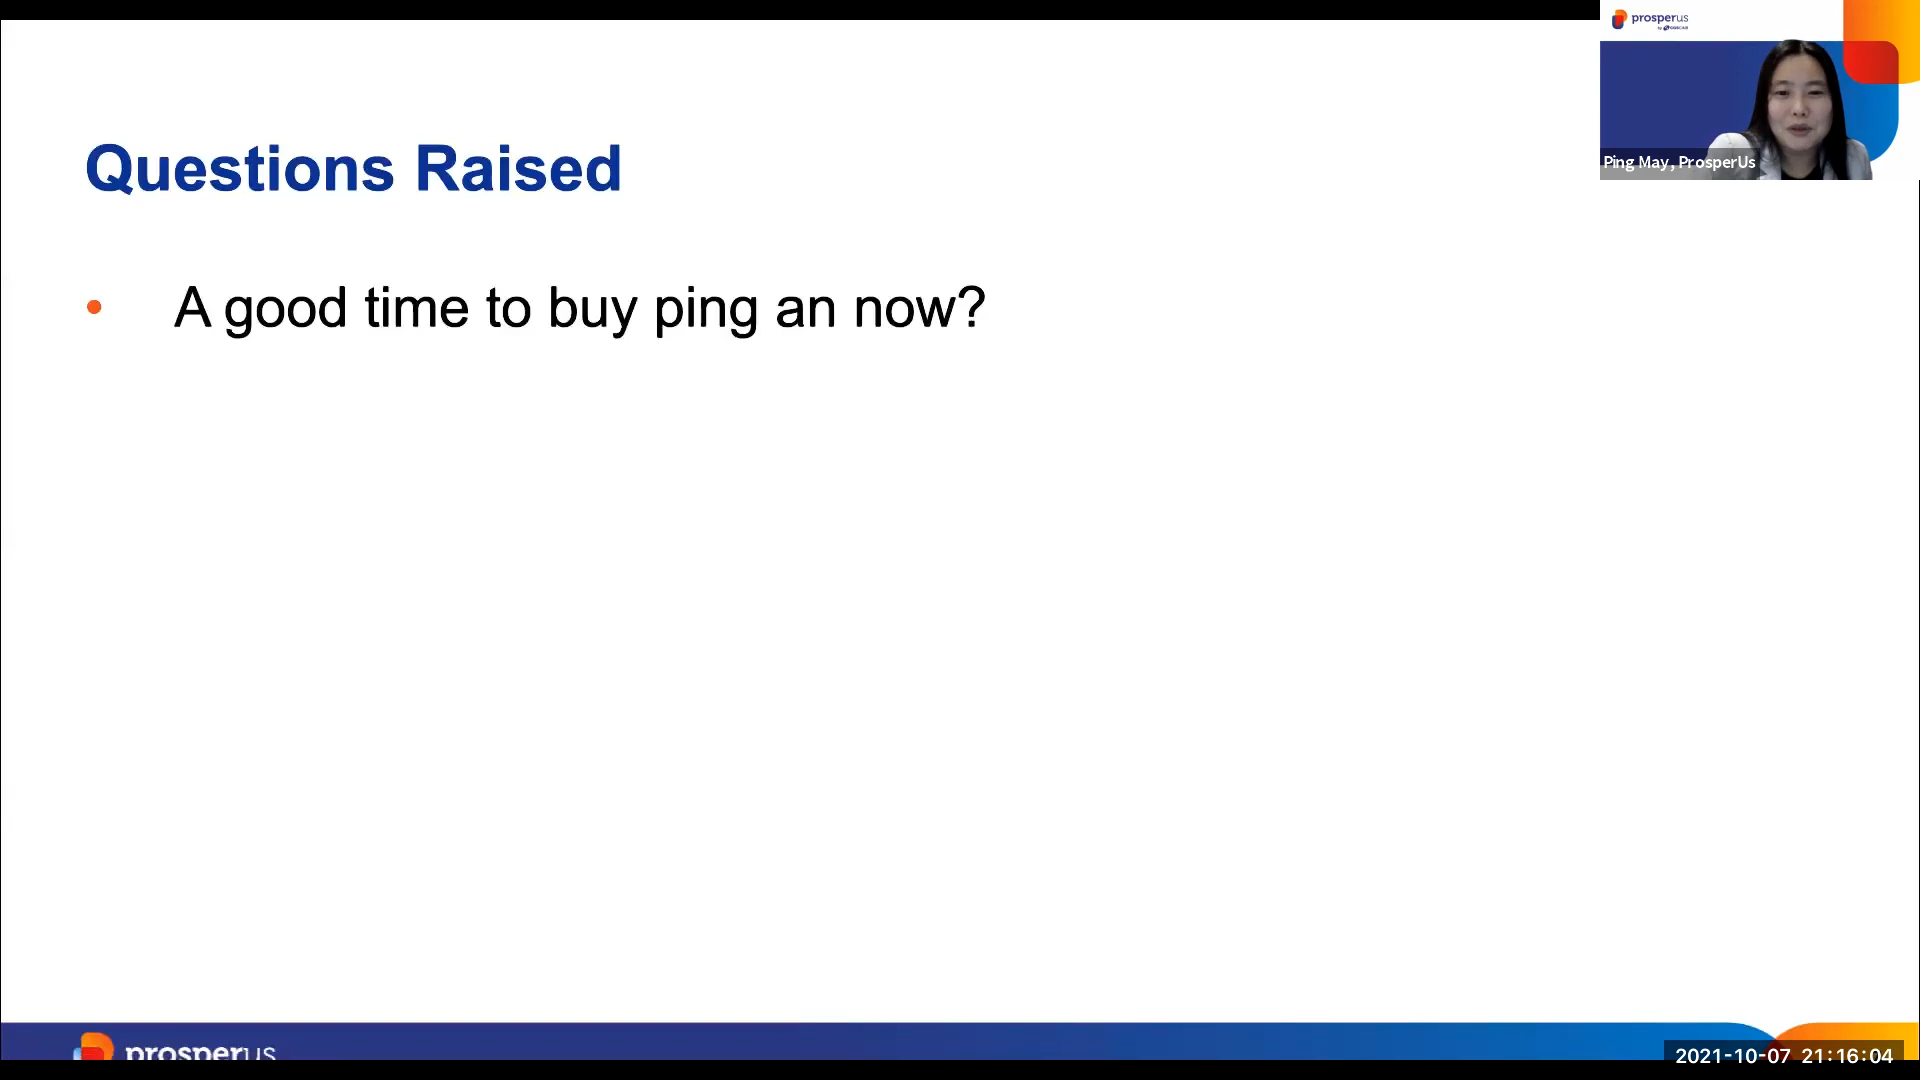 prosperus
Ping May, ProsperUs
Questions Raised
• A good time to buy ping an now?
prosperus
2021-10-07 21:16:04